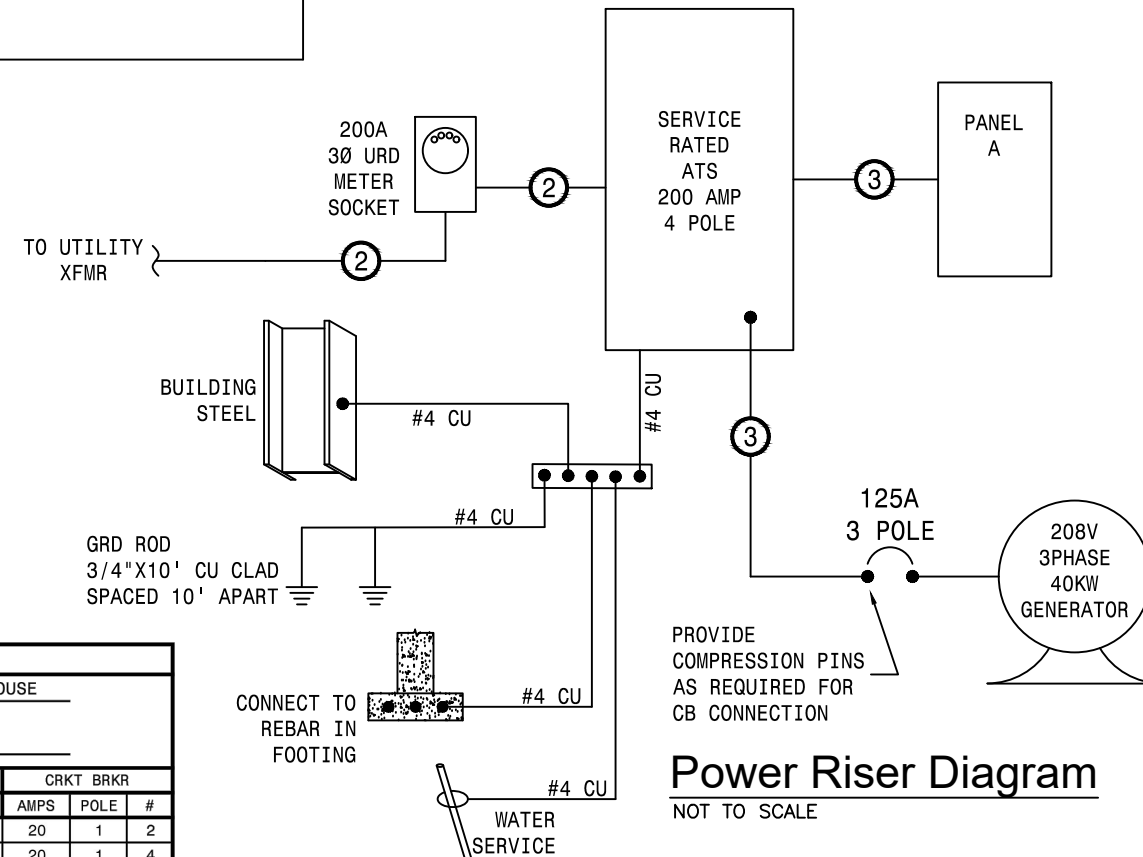 200A
3Ø URD
METER
SOCKET
2
TO UTILITY
XFMR
2
SERVICE
RATED
ATS
200 AMP
4 POLE
3
PANEL
A
BUILDING
STEEL
#4 CU
#4 CU
3
#4 CU
GRD ROD
3/4"X10' CU CLAD
SPACED 10' APART
125A
3 POLE
208V
3PHASE
40KW
GENERATOR
PROVIDE
COMPRESSION PINS
AS REQUIRED FOR
CB CONNECTION
CONNECT TO
REBAR IN
FOOTING
#4 CU
#4 CU
WATER
SERVICE
Power Riser Diagram
NOT TO SCALE
CRKT BRKR
AMPS POLE #
20 1 2
20 1 4